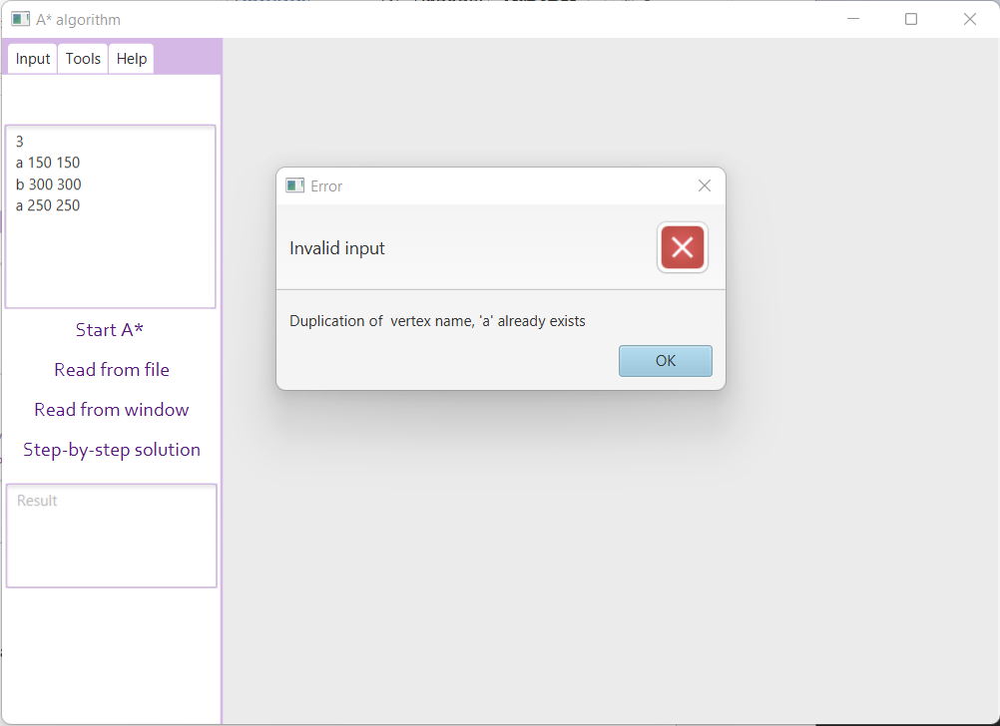 A* algorithm
Input Tools Help
3
a 150 150
b 300 300
a 250 250
Start A*
Read from file
Read from window
Step-by-step solution
Result
Error
Invalid input
Duplication of  vertex name, 'a' already exists
OK